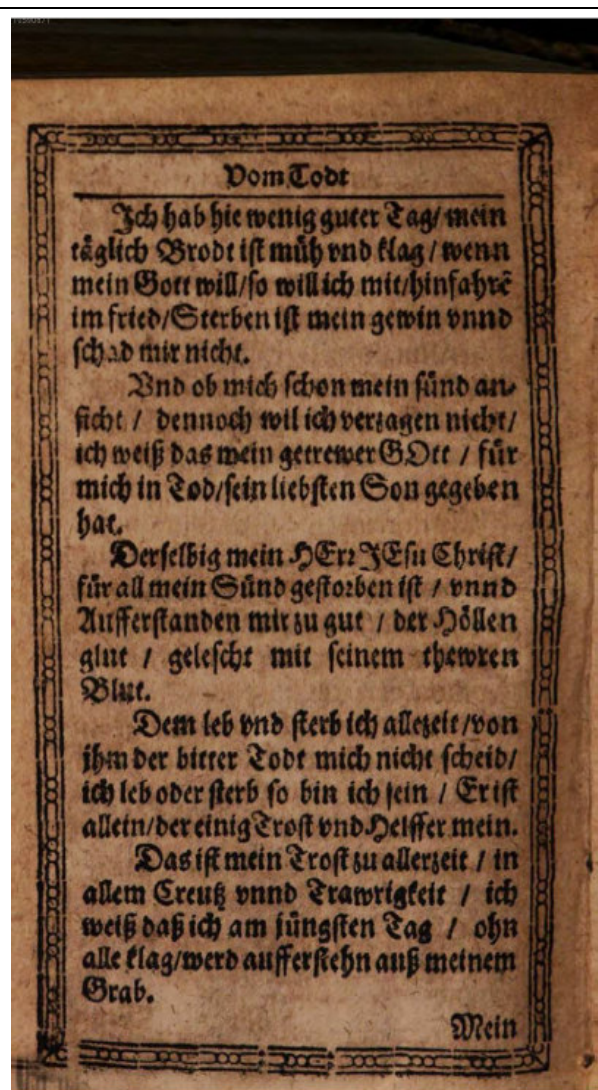 Vom Todt
Ich hab hie wenig guter Tag/mein
täglich Brodt ist müh vnd klag / wenn
mein Gott will/so will ich mit/hinfahrẽ
im fried/Sterben ist mein gewin vnnd
schad mir nicht.
Vnd ob mich schon mein sünd an-
ficht / dennoch wil ich verzagen nicht/
ich weiß das mein getrewer GOtt / für
mich in Tod/sein liebsten Son gegeben
hat.
Derselbig mein HErr JEsu Christ/
für all mein Sünd gestorben ist / vnnd
Aufferstanden mir zu gut / der Höllen
glut / gelescht mit seinem thewren
Blut.
Dem leb vnd sterb ich allezeit/von
jhm der bitter Todt mich nicht scheid/
ich leb oder sterb so bin ich sein / Er ist
allein/der einig Trost vnd Helffer mein.
Das ist mein Trost zu allerzeit / in
allem Creutz vnnd Trawrigkeit / ich
weiß daß ich am jüngsten Tag / ohn
alle klag/werd aufferstehn auß meinem
Grab.
Mein